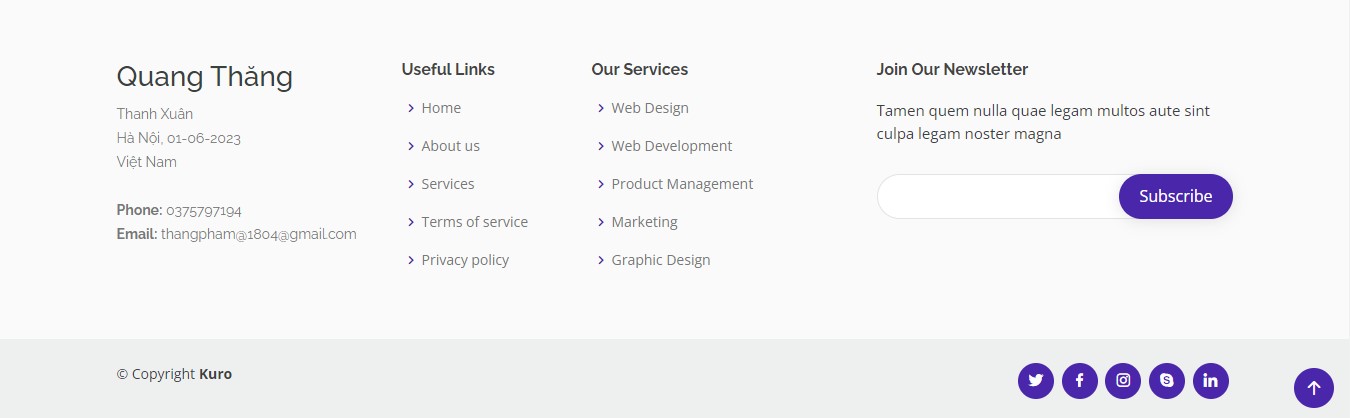 Quang Thăng
Thanh Xuân
Hà Nội, 01-06-2023
Việt Nam
Phone: 0375797194
Email: thangpham@1804@gmail.com
Useful Links
Home
About us
Services
Terms of service
Privacy policy
Our Services
Web Design
Web Development
Product Management
Marketing
Graphic Design
Join Our Newsletter
Tamen quem nulla quae legam multos aute sint
culpa legam noster magna
Subscribe
© Copyright Kuro